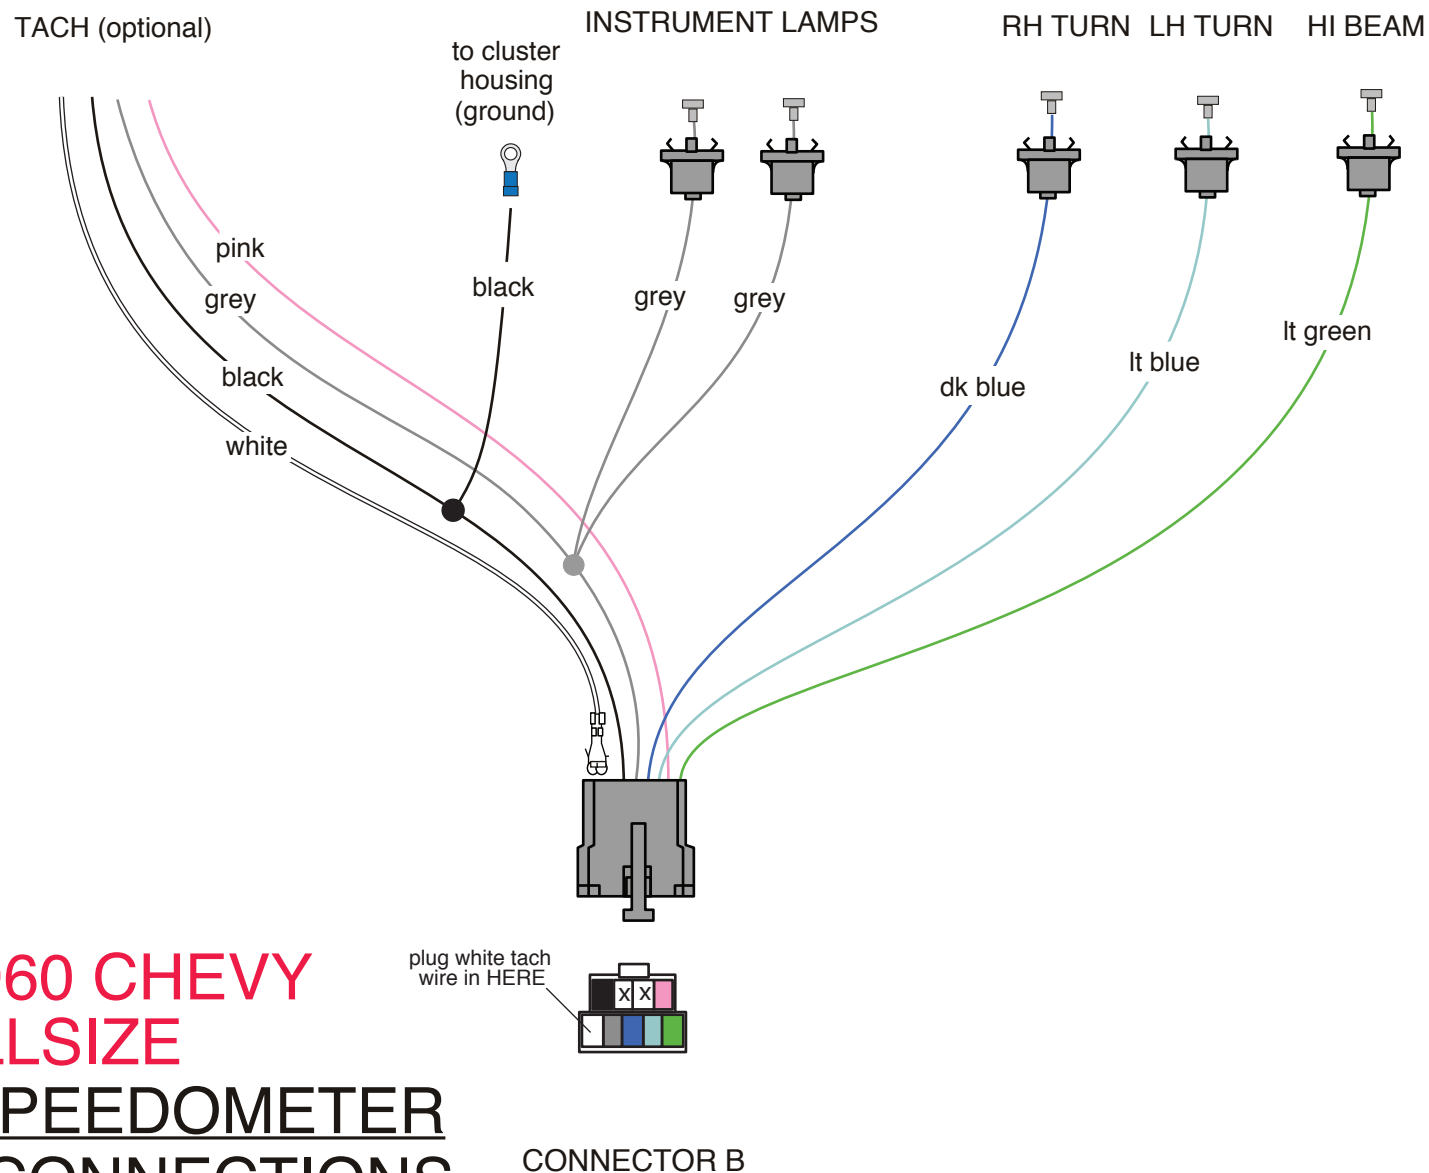 TACH (optional)
to cluster
housing
(ground)
INSTRUMENT LAMPS
RH TURN
LH TURN
HI BEAM
pink
grey
black
white
black
grey
grey
dk blue
lt blue
lt green
plug white tach
wire in HERE
X X
60 CHEVY
LSIZE
PEEDOMETER
CONNECTIONS
CONNECTOR B